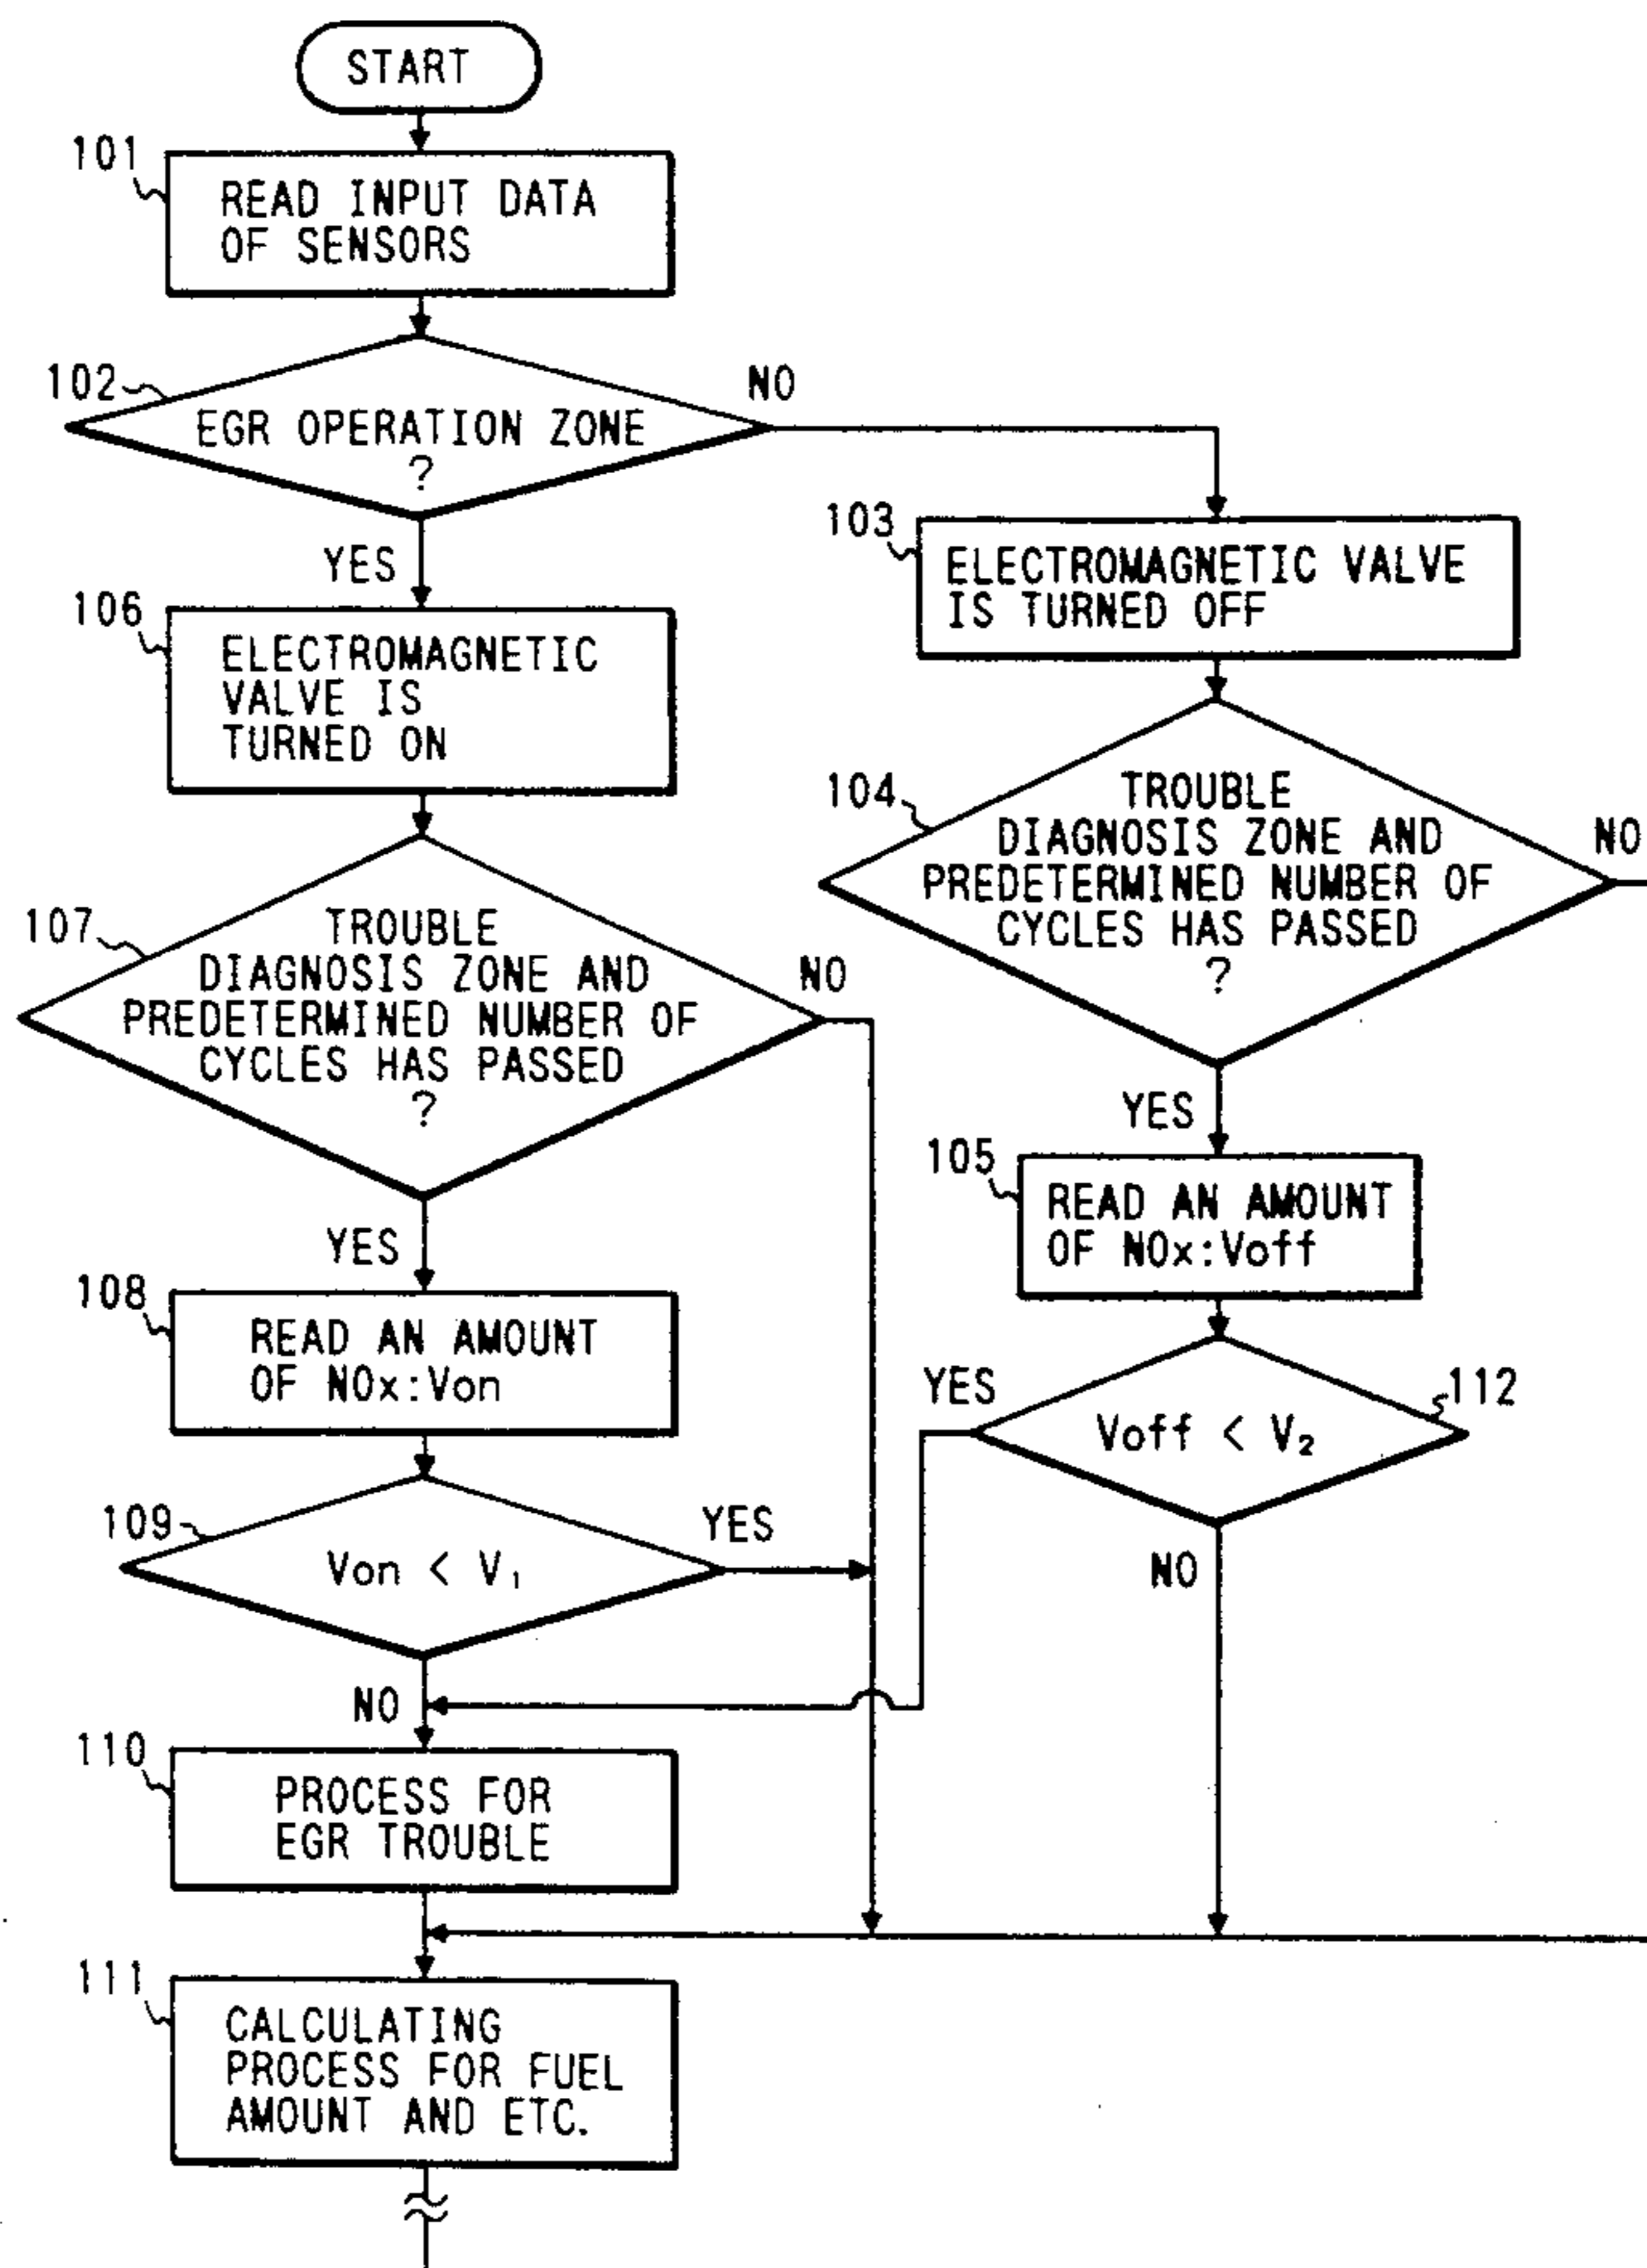 START
101
READ INPUT DATA
OF SENSORS
102
EGR OPERATION ZONE
?
NO
YES
103
ELECTROMAGNETIC VALVE
IS TURNED OFF
106
ELECTROMAGNETIC
VALVE IS
TURNED ON
104
TROUBLE
DIAGNOSIS ZONE AND
PREDETERMINED NUMBER OF
CYCLES HAS PASSED
?
NO
YES
107
TROUBLE
DIAGNOSIS ZONE AND
PREDETERMINED NUMBER OF
CYCLES HAS PASSED
?
NO
YES
105
READ AN AMOUNT
OF NOx:Voff
108
READ AN AMOUNT
OF NOx:Von
112
Voff < V₂
YES
NO
109
Von < V₁
YES
NO
110
PROCESS FOR
EGR TROUBLE
111
CALCULATING
PROCESS FOR FUEL
AMOUNT AND ETC.